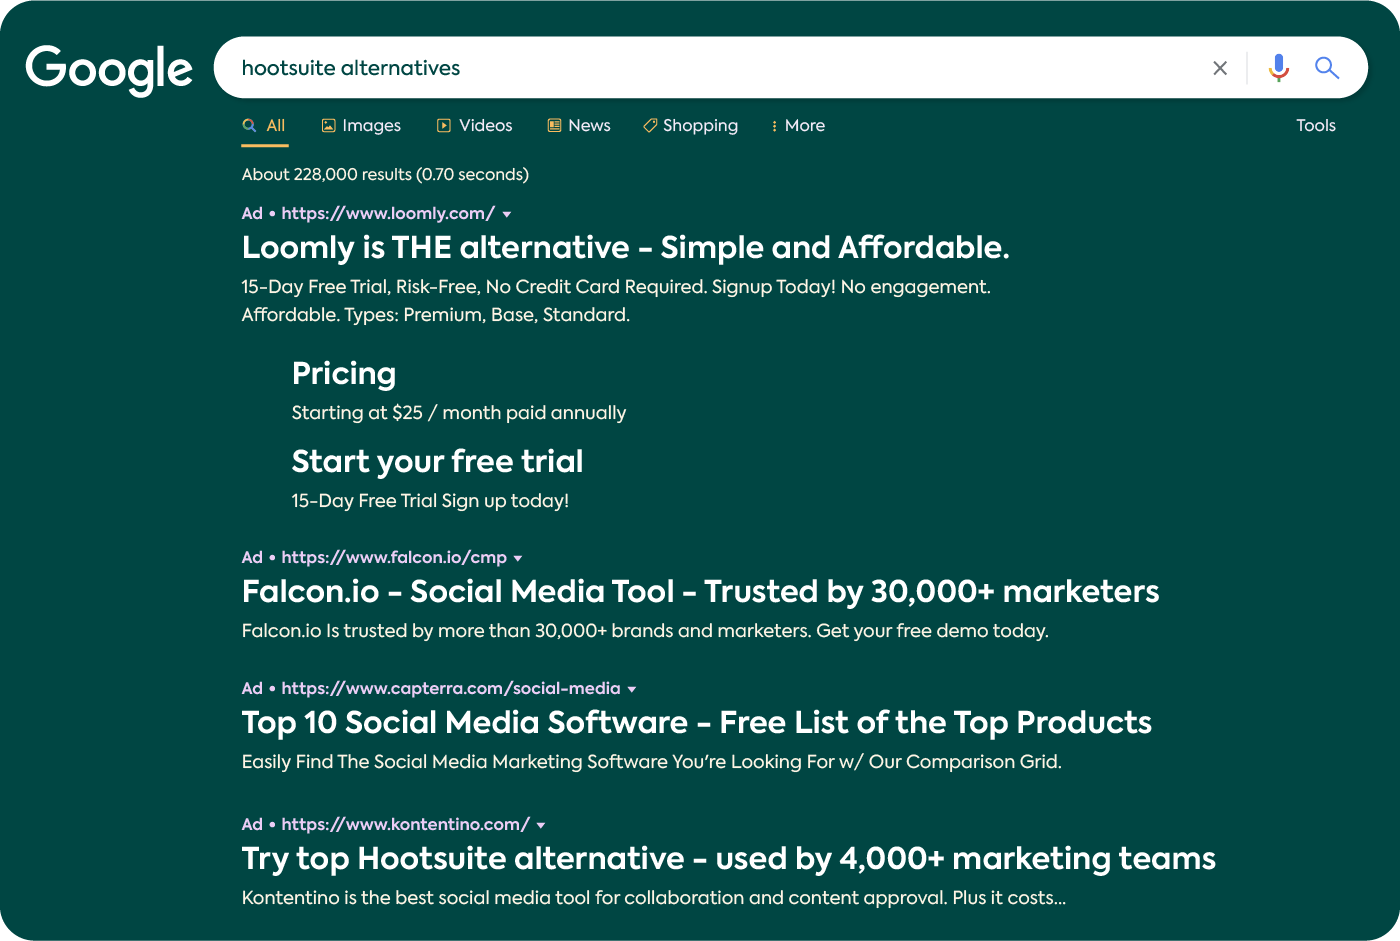 Google
hootsuite alternatives
All Images Videos News Shopping More Tools
About 228,000 results (0.70 seconds)
Ad • https://www.loomly.com/
Loomly is THE alternative - Simple and Affordable.
15-Day Free Trial, Risk-Free, No Credit Card Required. Signup Today! No engagement.
Affordable. Types: Premium, Base, Standard.
Pricing
Starting at $25 / month paid annually
Start your free trial
15-Day Free Trial Sign up today!
Ad • https://www.falcon.io/cmp
Falcon.io - Social Media Tool - Trusted by 30,000+ marketers
Falcon.io Is trusted by more than 30,000+ brands and marketers. Get your free demo today.
Ad • https://www.capterra.com/social-media
Top 10 Social Media Software - Free List of the Top Products
Easily Find The Social Media Marketing Software You're Looking For w/ Our Comparison Grid.
Ad • https://www.kontentino.com/
Try top Hootsuite alternative - used by 4,000+ marketing teams
Kontentino is the best social media tool for collaboration and content approval. Plus it costs...